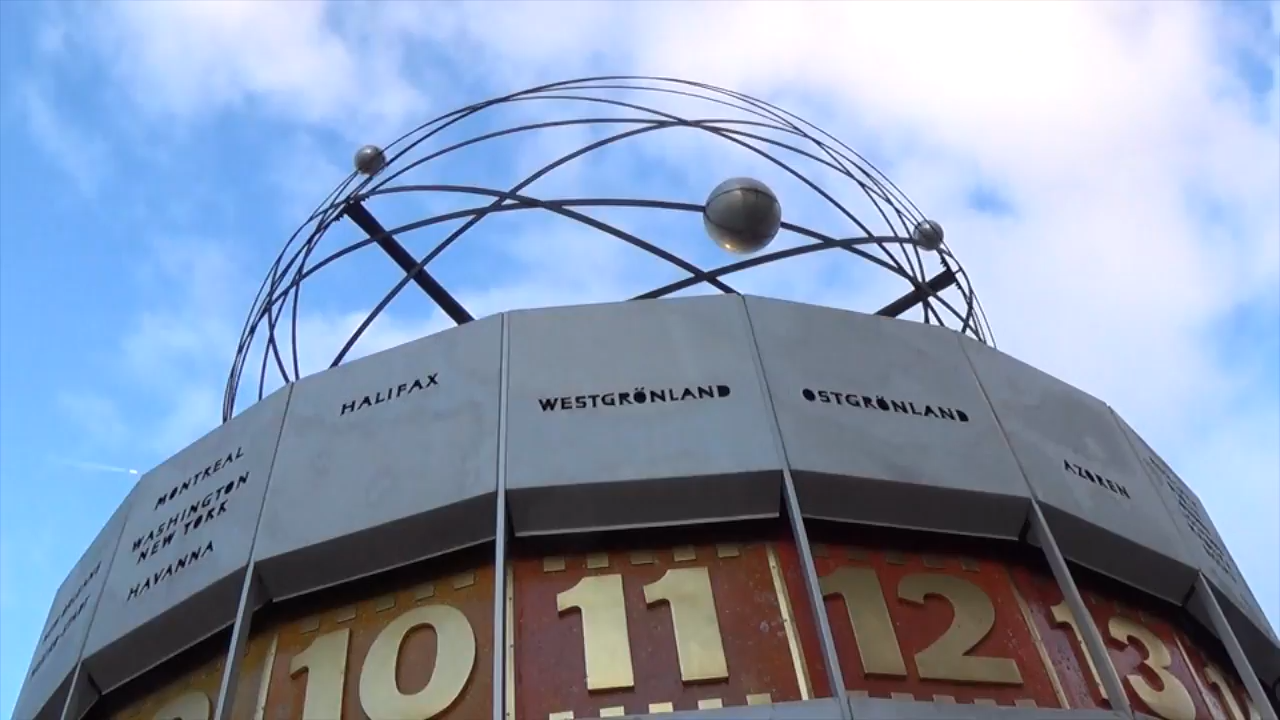 MONTREAL
WASHINGTON
NEW YORK
HAVANNA
HALIFAX
WESTGRÖNLAND
OSTGRÖNLAND
AZOREN
10
11
12
13